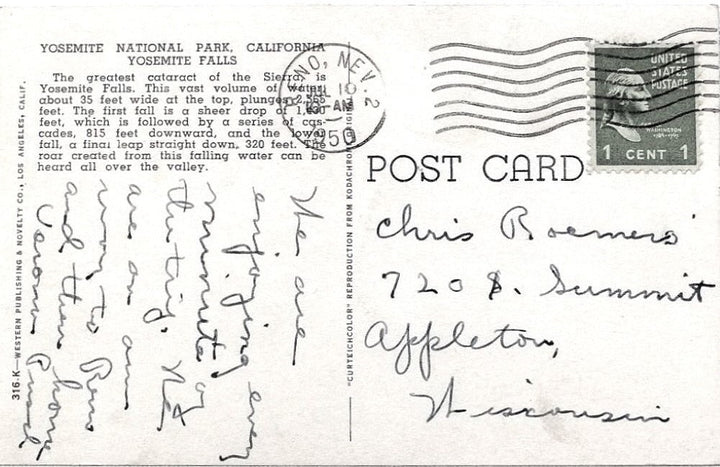 YOSEMITE NATIONAL PARK, CALIFORNIA
YOSEMITE FALLS
The greatest cataract of the Sierra, is
Yosemite Falls. This vast volume of water,
about 35 feet wide at the top, plunges 2,565
feet. The first fall is a sheer drop of 1,430
feet, which is followed by a series of cas-
cades, 815 feet downward, and the lower
fall, a final leap straight down, 320 feet. The
roar created from this falling water can be
heard all over the valley.
316.K—WESTERN PUBLISHING & NOVELTY CO., LOS ANGELES, CALIF.
We are
enjoying every
minute of
the trip.
are on our
way to Reno
and then home
"CURTEICHCOLOR" REPRODUCTION FROM KODACHROME
RENO, NEV. 2
10
AM
1950
UNITED
STATES
POSTAGE
WASHINGTON
1 CENT 1
POST CARD
Chris Roemers
720 S. Summit
Appleton,
Wisconsin